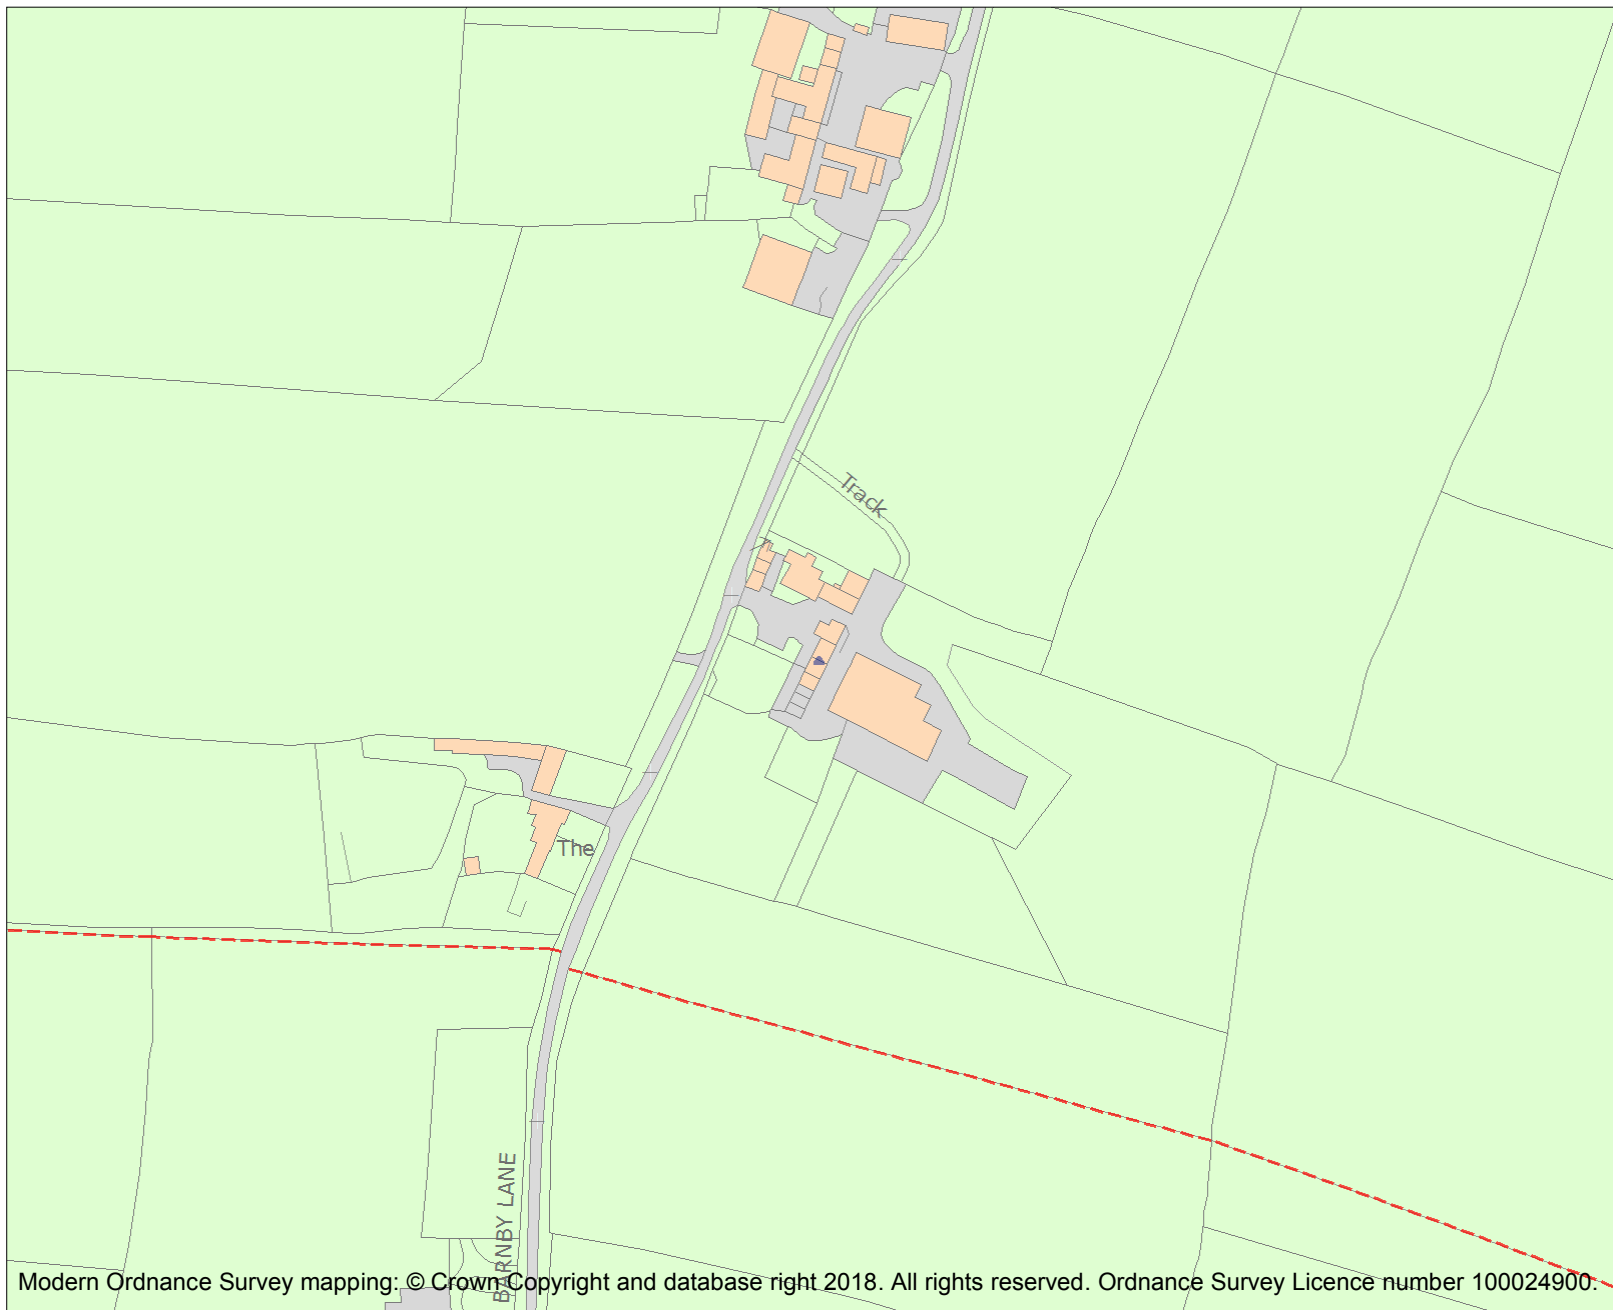 Track
The
BARNBY LANE
Modern Ordnance Survey mapping: © Crown Copyright and database right 2018. All rights reserved. Ordnance Survey Licence number 100024900.